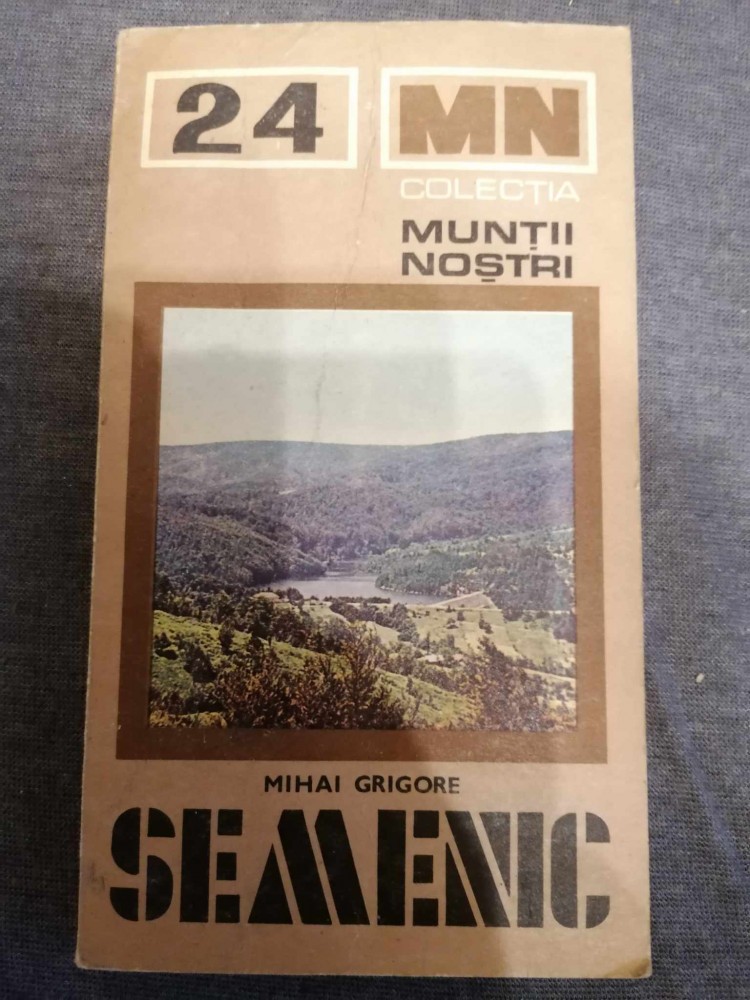 24
MN
COLECȚIA
MUNȚII
NOȘTRI
MIHAI GRIGORE
SEMENIC